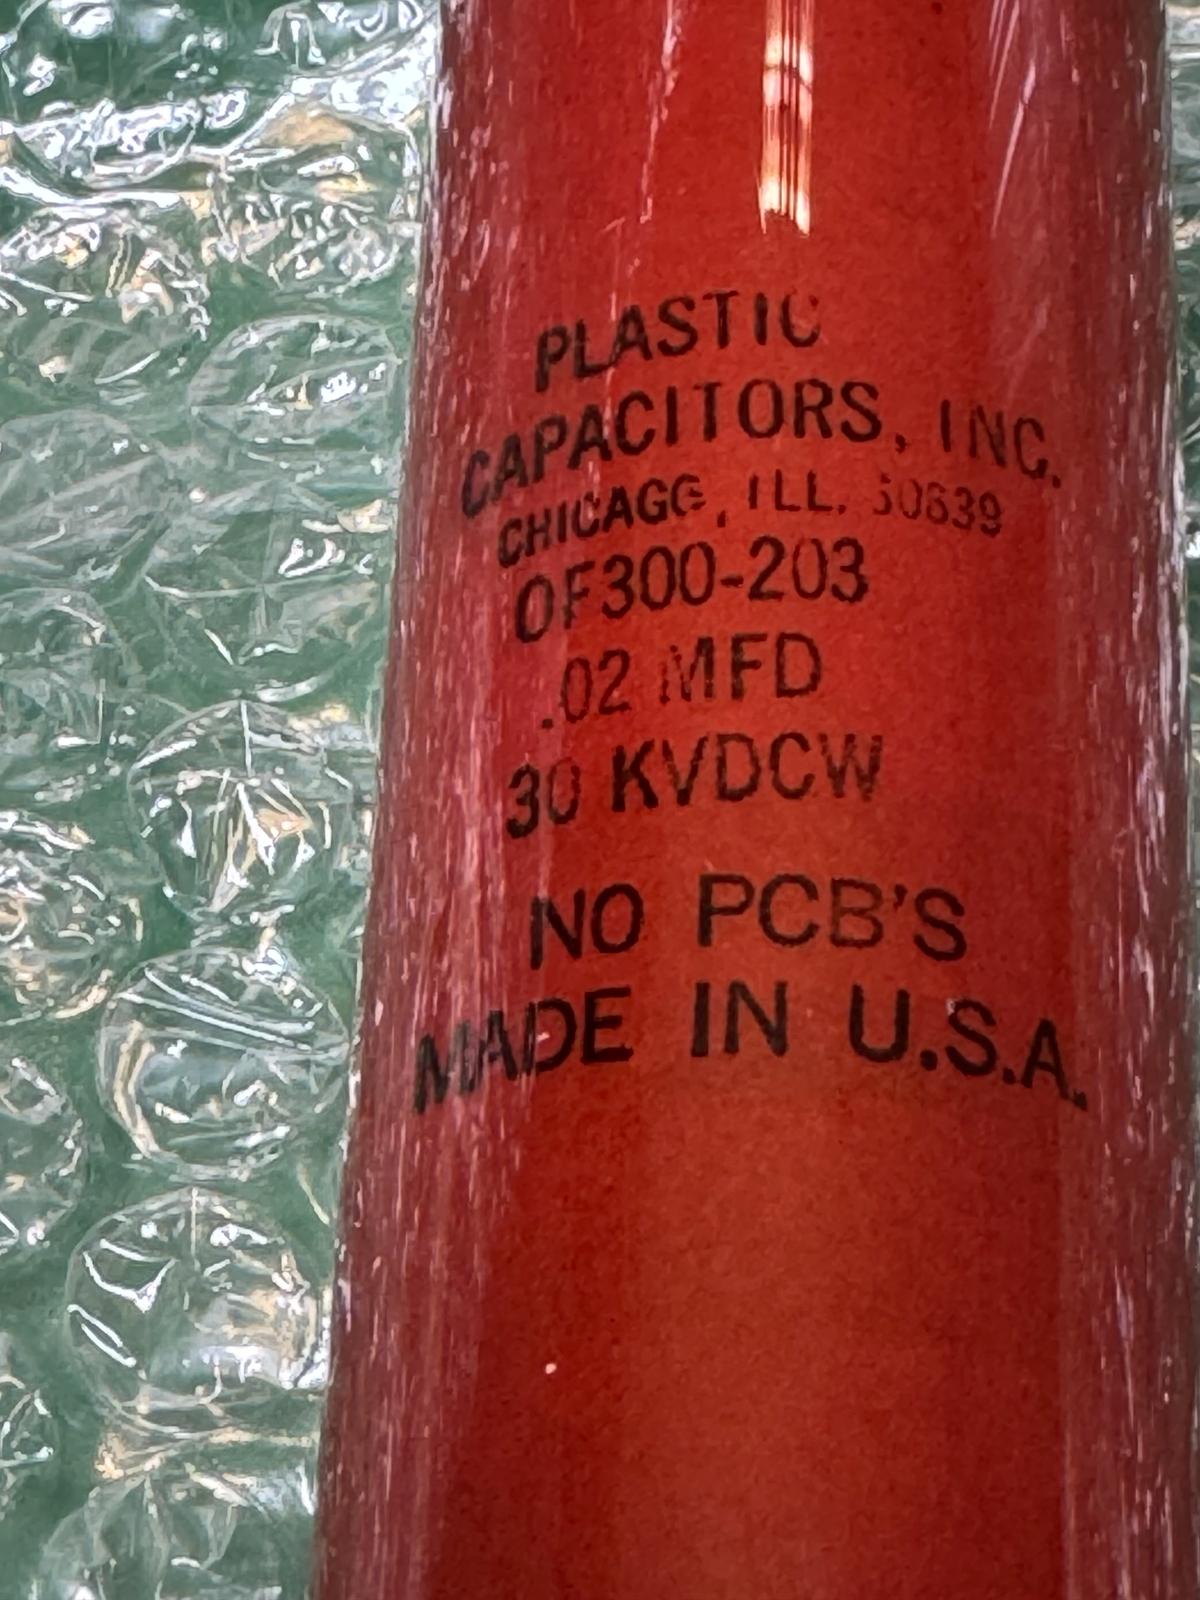 PLASTIC
CAPACITORS, INC.
CHICAGO, ILL. 60639
OF300-203
.02 MFD
30 KVDCW
NO PCB'S
MADE IN U.S.A.